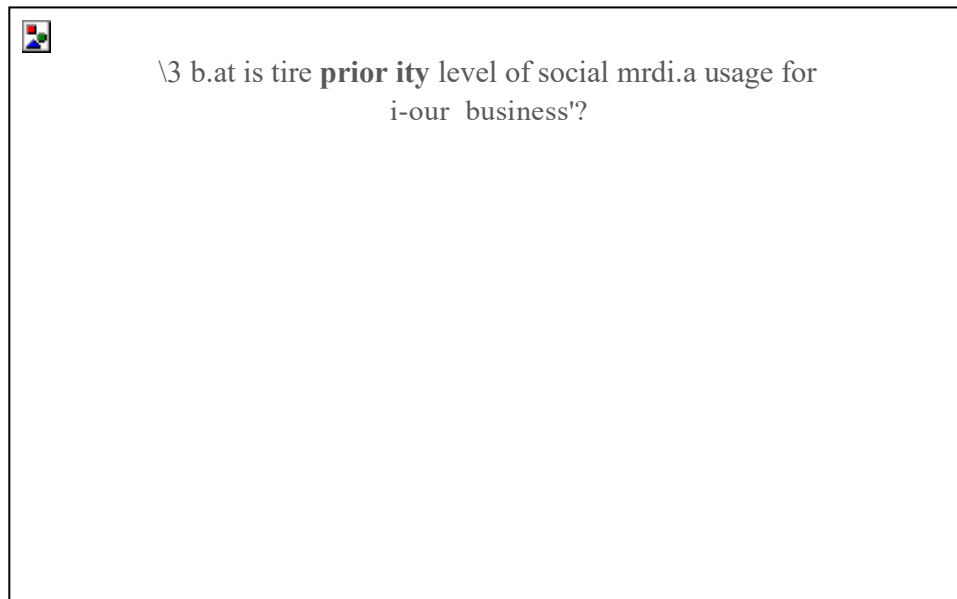 \3 b.at is tire prior ity level of social mrdi.a usage for
i-our business'?